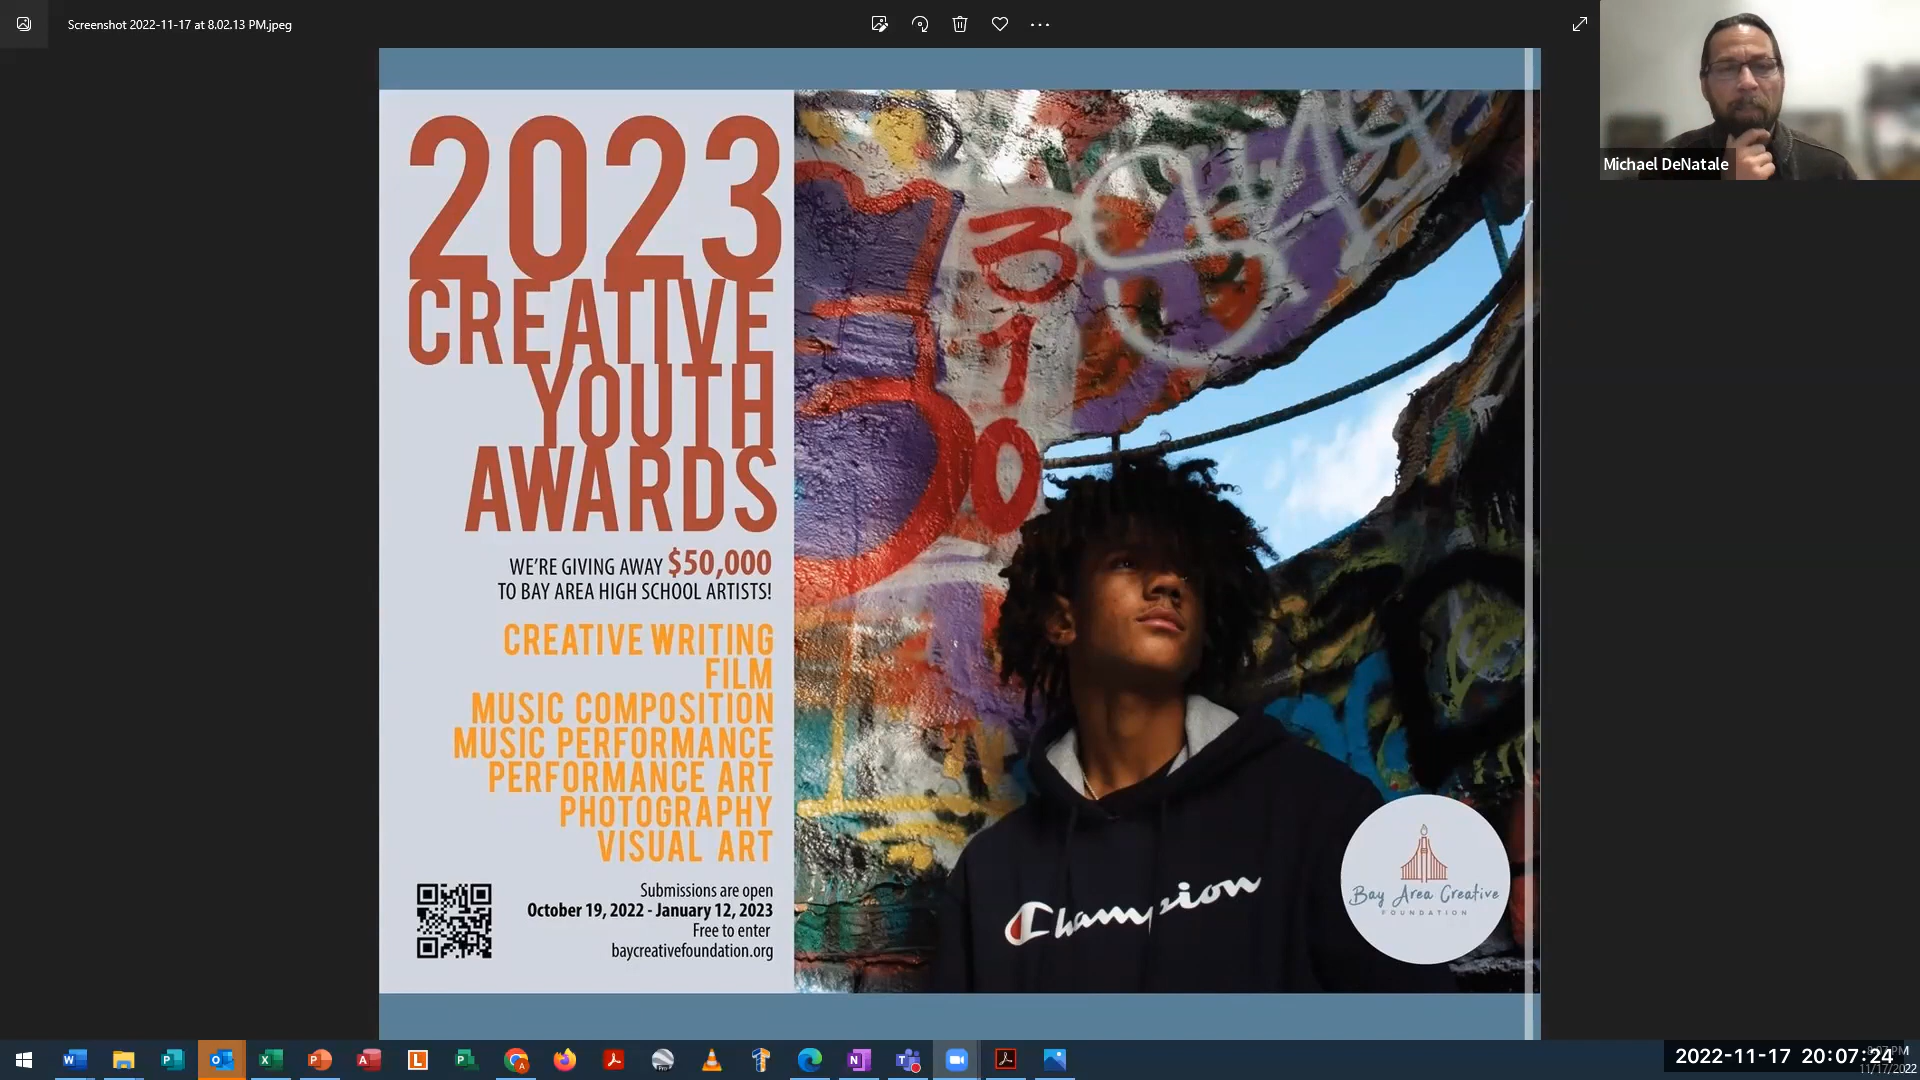 Screenshot 2022-11-17 at 8.02.13 PM.jpeg
Michael DeNatale
2023
CREATIVE
YOUTH
AWARDS
WE'RE GIVING AWAY $50,000
TO BAY AREA HIGH SCHOOL ARTISTS!
CREATIVE WRITING
FILM
MUSIC COMPOSITION
MUSIC PERFORMANCE
PERFORMANCE ART
PHOTOGRAPHY
VISUAL ART
Submissions are open
October 19, 2022 - January 12, 2023
Free to enter
baycreativefoundation.org
310
Champion
Bay Area Creative
FOUNDATION
2022-11-17 20:07:24